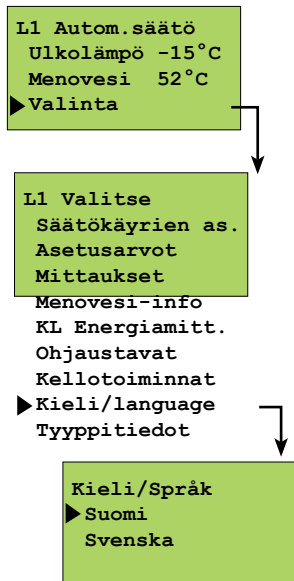 L1 Autom.säätö
Ulkolämpö -15°C
Menovesi 52°C
Valinta
L1 Valitse
Säätökäyrien as.
Asetusarvot
Mittaukset
Menovesi-info
KL Energiamitt.
Ohjaustavat
Kellotoiminnat
Kieli/language
Tyyppitiedot
Kieli/Språk
Suomi
Svenska